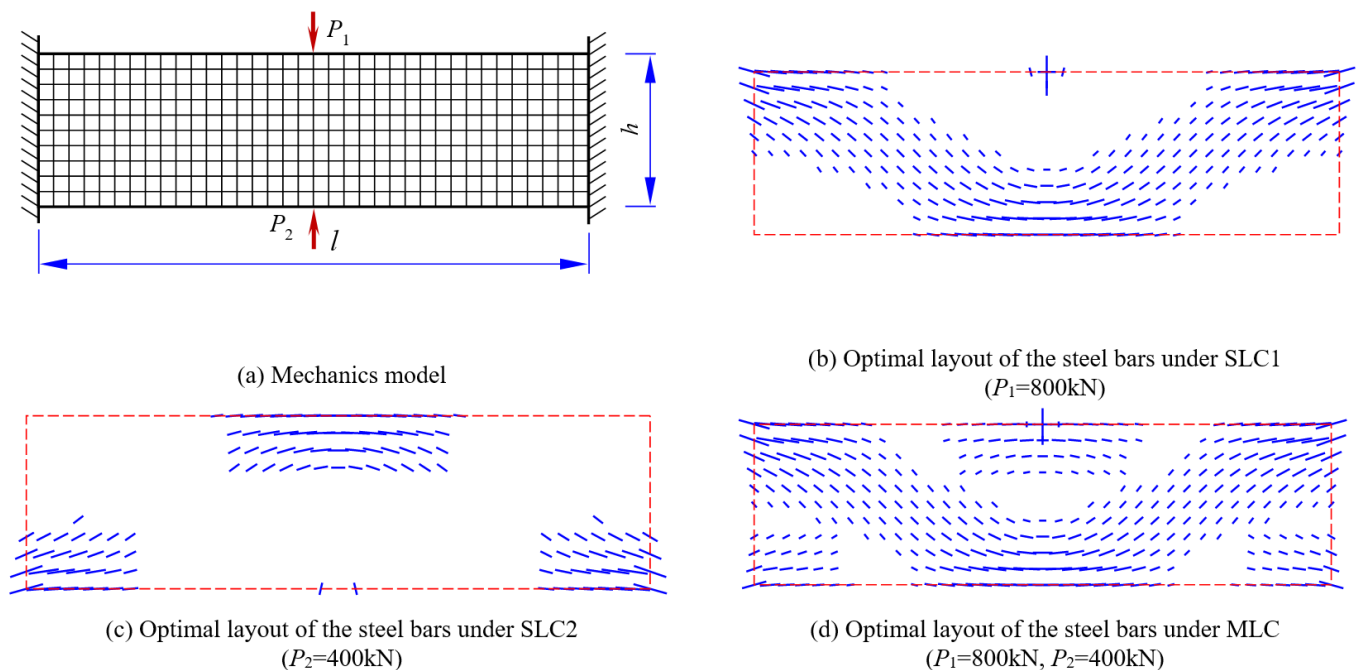 P1
h
P2
l
(a) Mechanics model
(b) Optimal layout of the steel bars under SLC1
(P1=800kN)
(c) Optimal layout of the steel bars under SLC2
(P2=400kN)
(d) Optimal layout of the steel bars under MLC
(P1=800kN, P2=400kN)